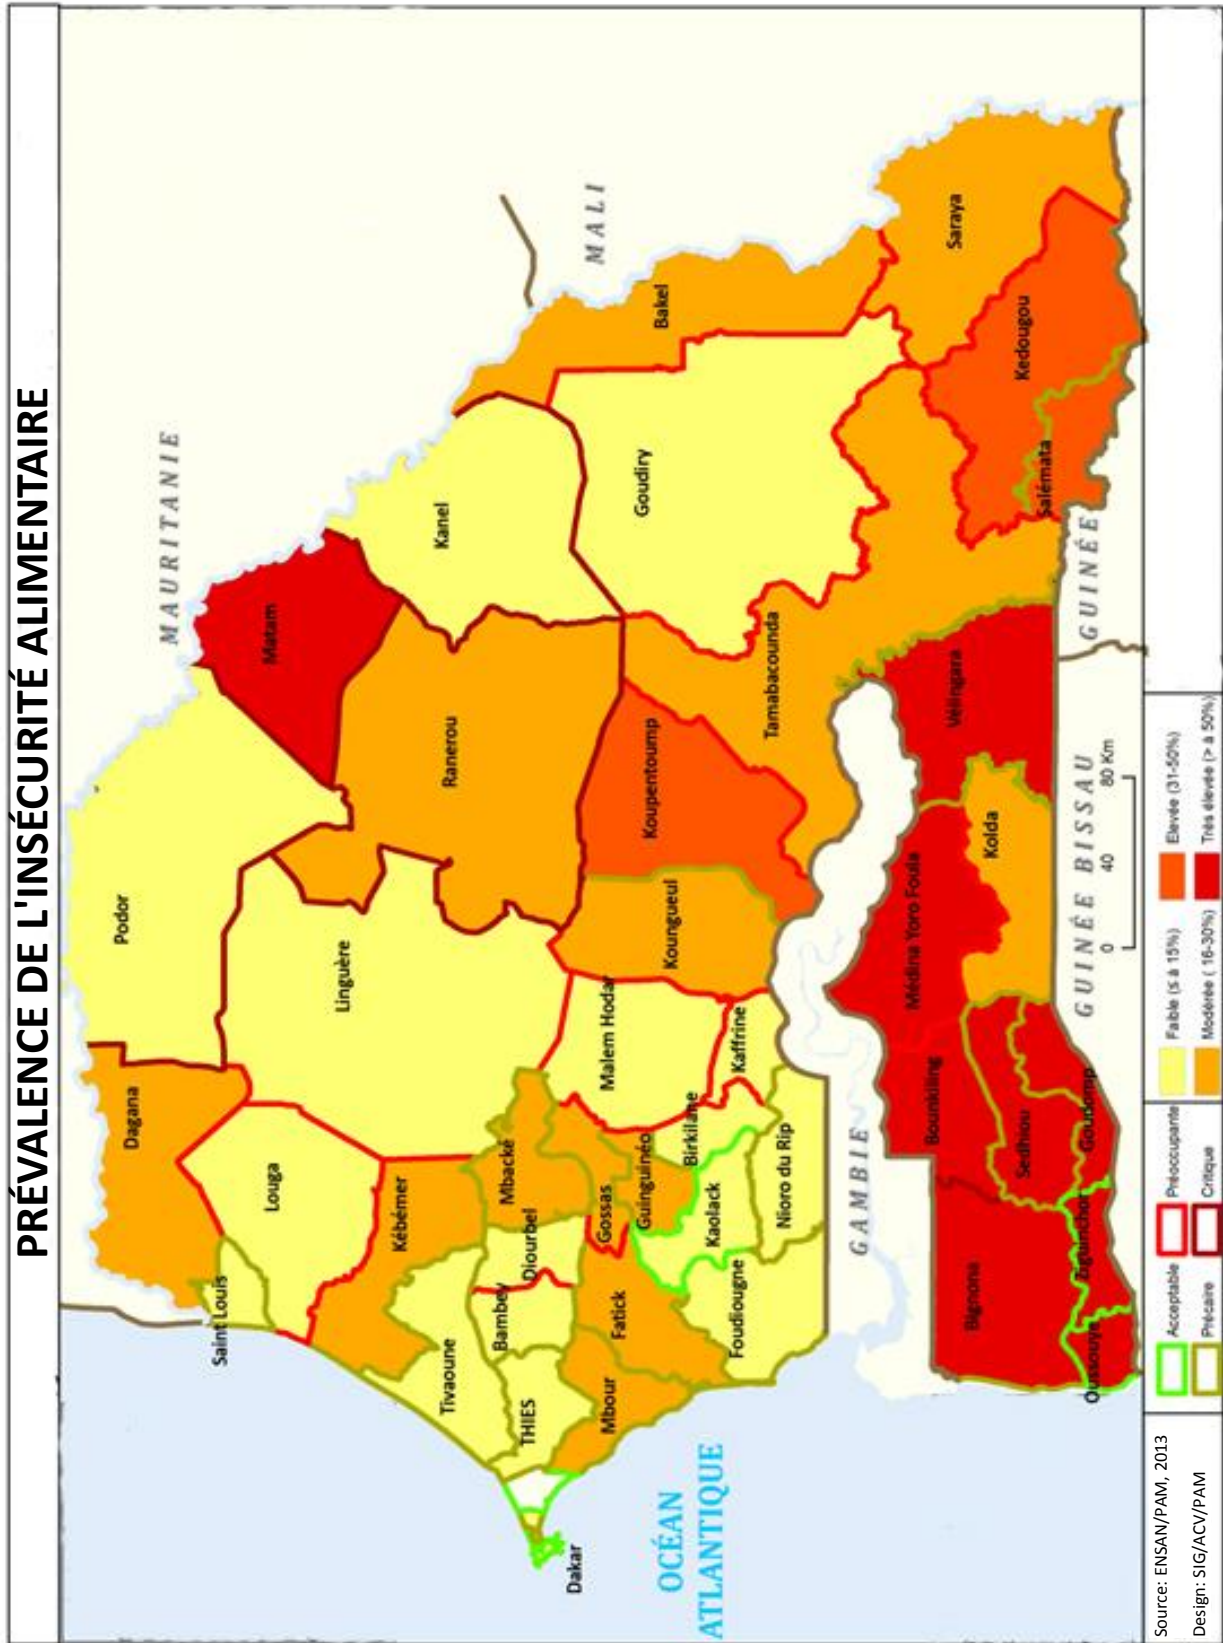 PRÉVALENCE DE L'INSÉCURITÉ ALIMENTAIRE
MAURITANIE
MALI
GUINÉE
GUINÉE BISSAU
GAMBIE
OCÉAN
ATLANTIQUE
Podor
Dagana
Saint Louis
Louga
Linguère
Matam
Kanel
Ranerou
Kébémer
Tivaoune
THIES
Bambey
Diourbel
Mbacké
Mbour
Fatick
Gossas
Guinguinéo
Dakar
Foudiougne
Kaolack
Nioro du Rip
Birkilane
Kaffrine
Malem Hodar
Koungueul
Koupentoump
Tamabacounda
Goudiry
Bakel
Saraya
Kedougou
Salémata
Vélingara
Kolda
Médina Yoro Foula
Bounkiling
Sedhiou
Goudomp
Bignona
Ziguinchor
Oussouye
0 40 80 Km
Source: ENSAN/PAM, 2013
Design: SIG/ACV/PAM
Acceptable
Précaire
Préoccupante
Critique
Faible (≤ à 15%)
Modérée ( 16-30%)
Elevée (31-50%)
Très élevée (> à 50%)